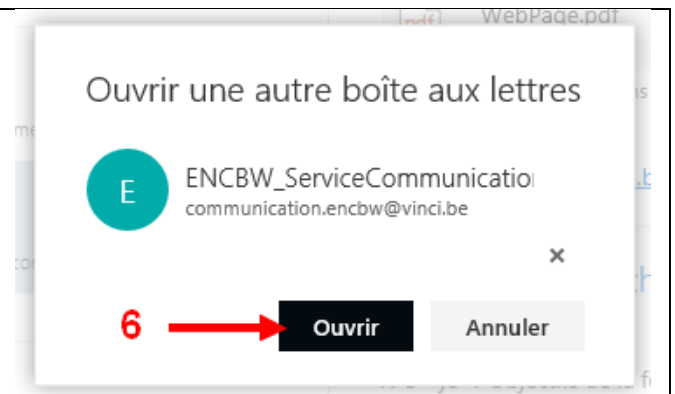 WebPage.pdf
Ouvrir une autre boîte aux lettres
E
ENCBW_ServiceCommunicatio
communication.encbw@vinci.be
×
6
Ouvrir
Annuler